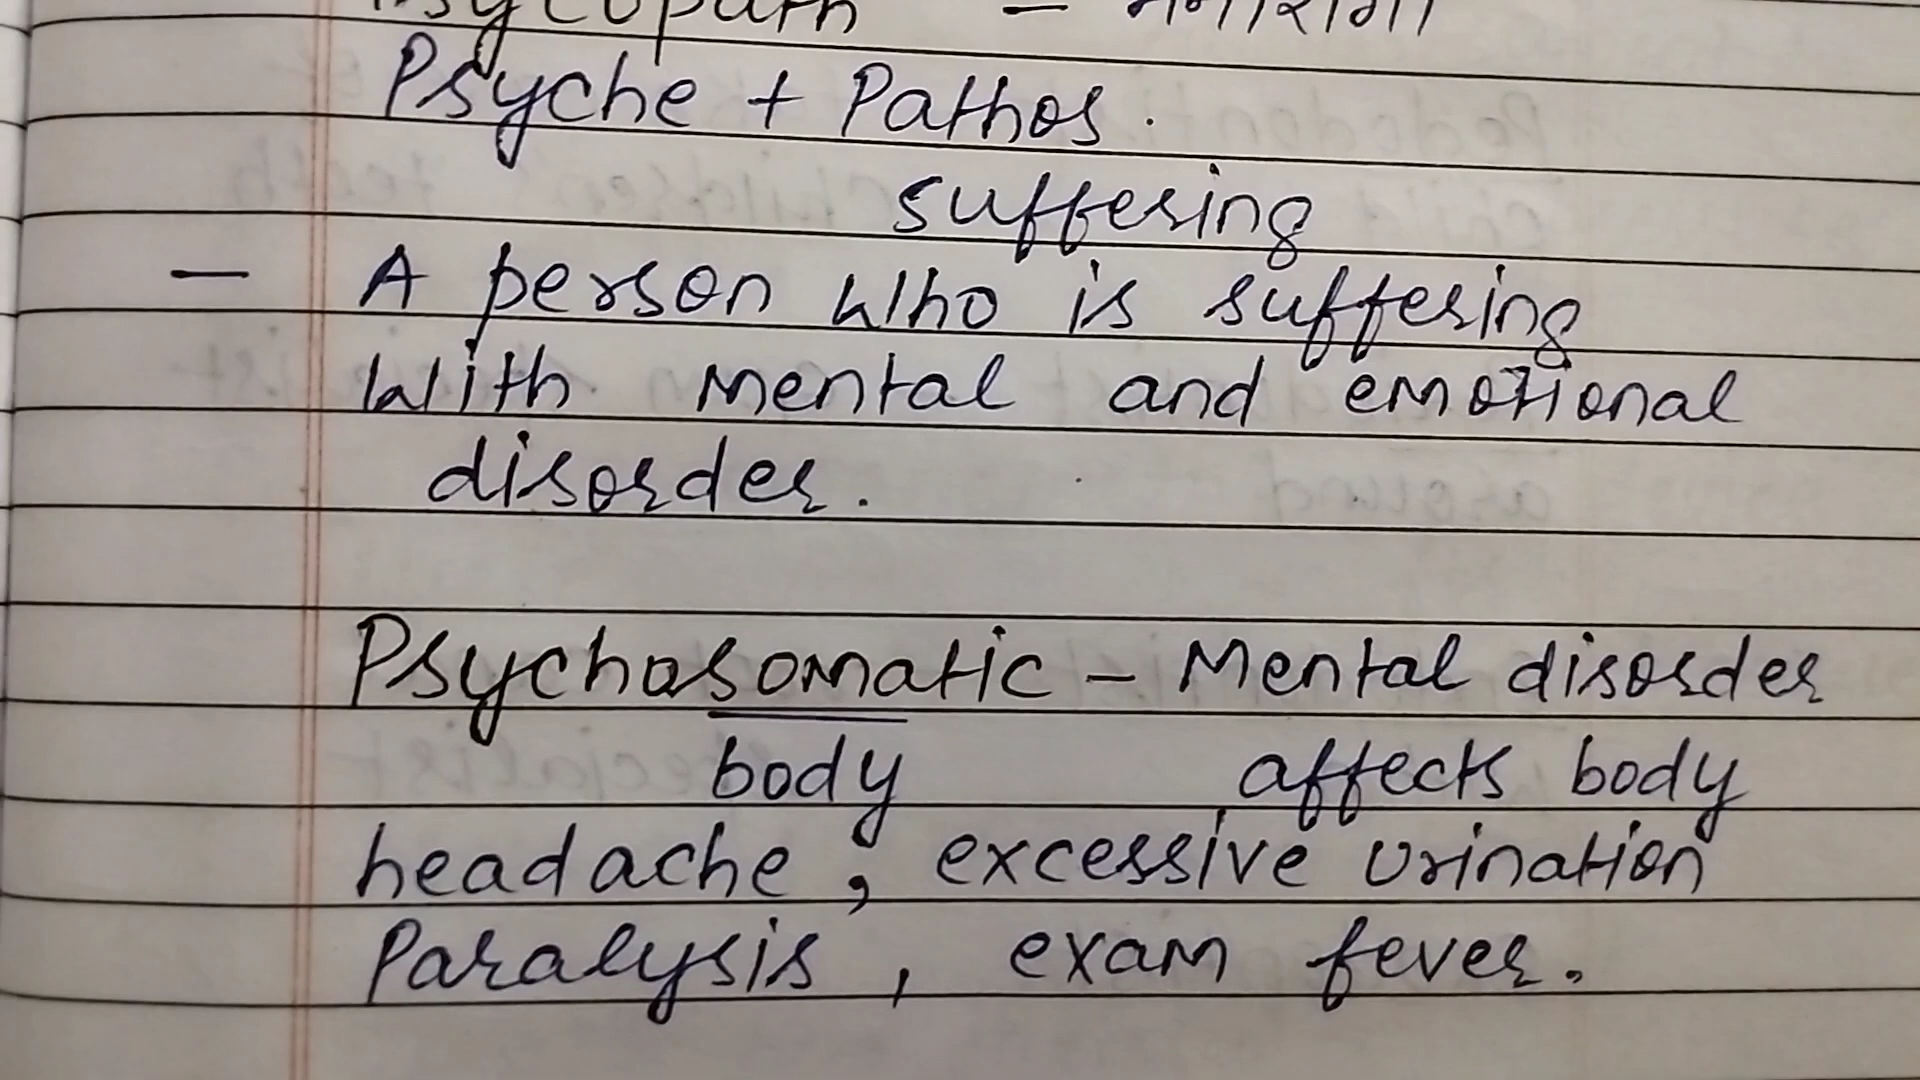 Psycopath -
Psyche + Pathos.
suffering
- A person who is suffering
with mental and emotional
disorder.
Psychosomatic - Mental disorder
body affects body
headache, excessive urination
Paralysis, exam fever.